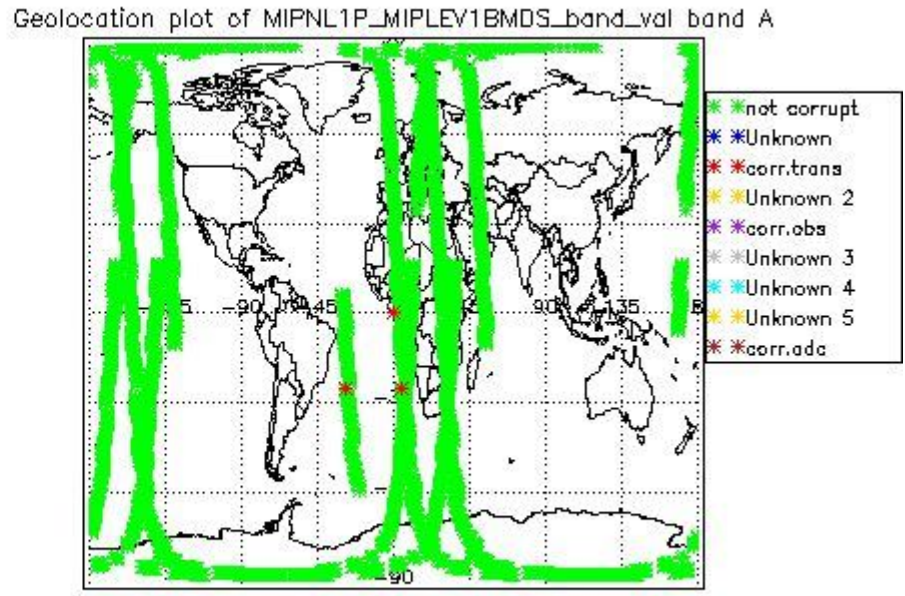 Geolocation plot of MIPNL1P_MIPLEV1BMDS_band_val band A
not corrupt
Unknown
corr.trans
Unknown 2
corr.obs
Unknown 3
Unknown 4
Unknown 5
corr.adc
-90
-45
90
135
-90